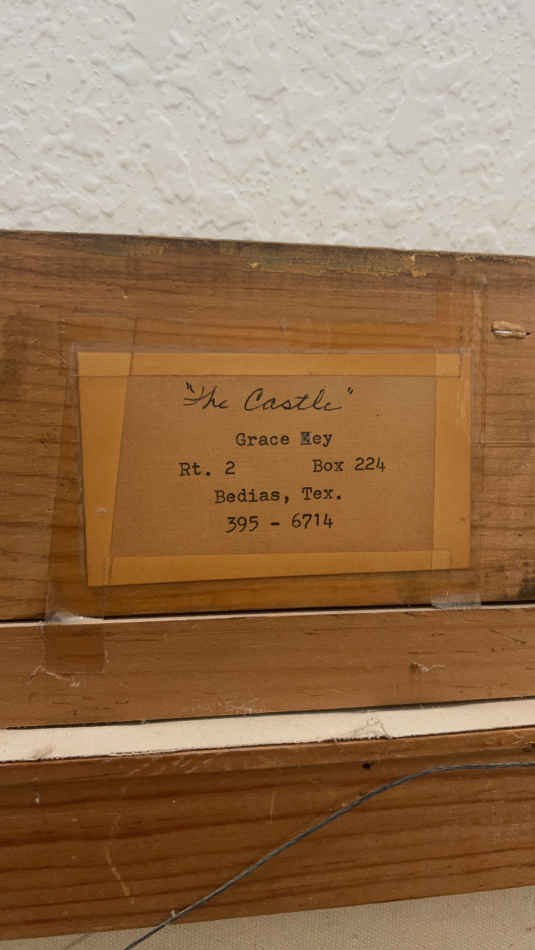 "The Castle"
Grace Key
Rt. 2 Box 224
Bedias, Tex.
395 - 6714